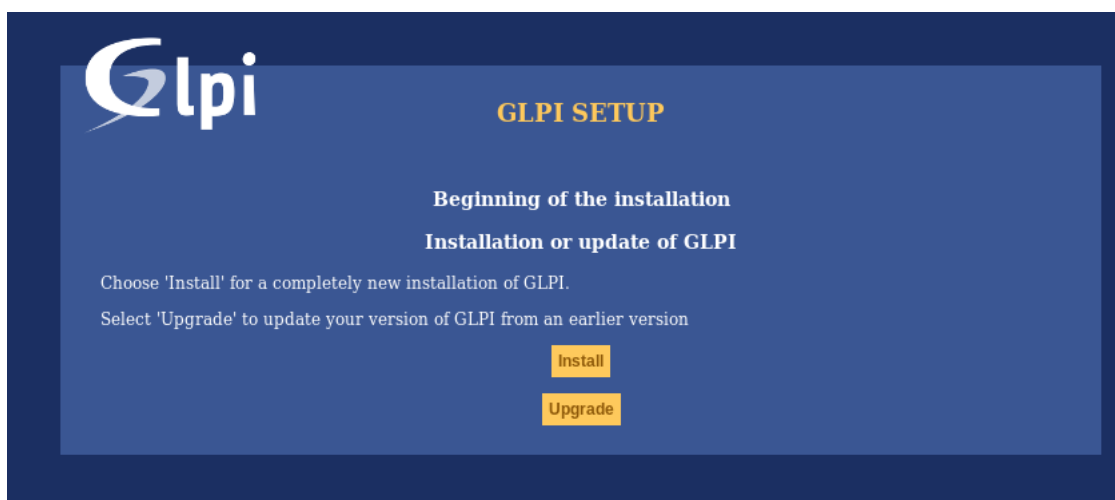 Glpi
GLPI SETUP
Beginning of the installation
Installation or update of GLPI
Choose 'Install' for a completely new installation of GLPI.
Select 'Upgrade' to update your version of GLPI from an earlier version
Install
Upgrade